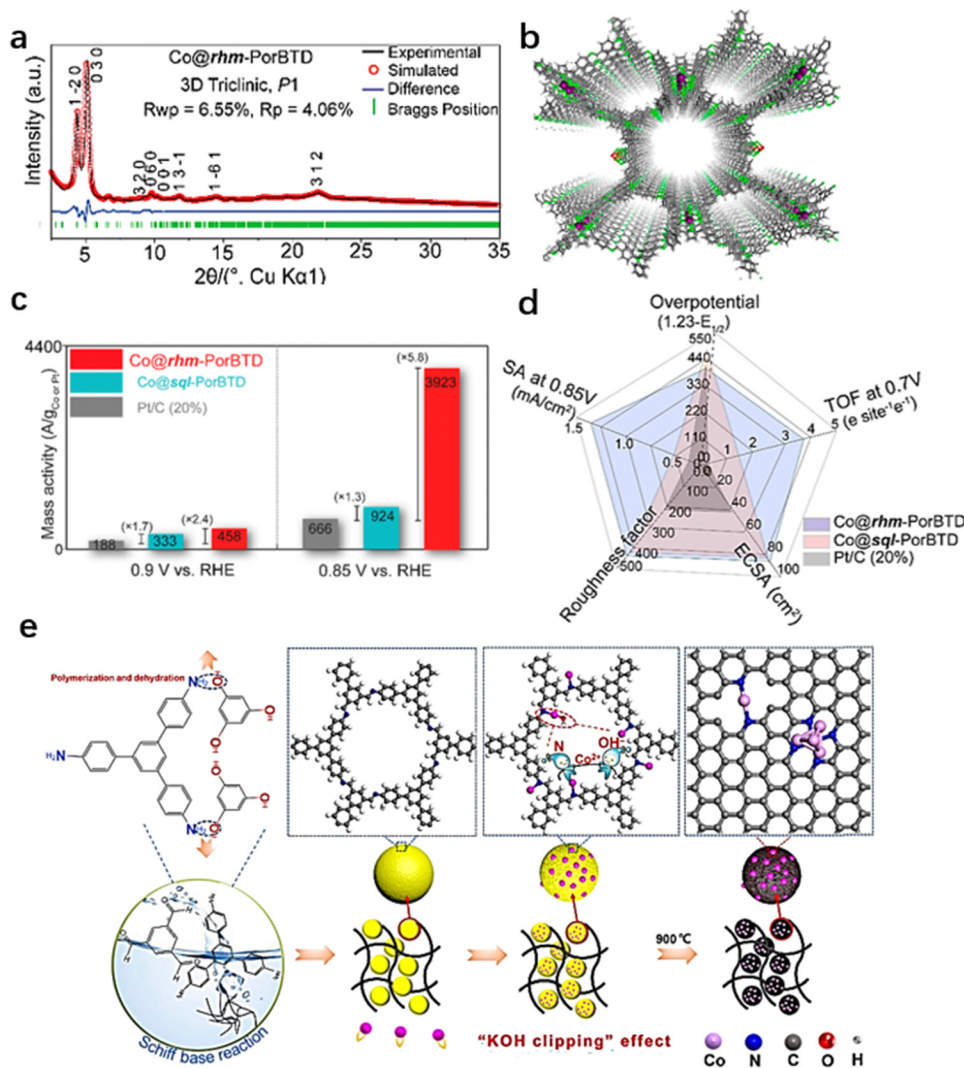 a
Co@rhm-PorBTD
3D Triclinic, P1
Rwp = 6.55%, Rp = 4.06%
Experimental
Simulated
Difference
Braggs Position
Intensity (a.u.)
1 -2 0
0 3 0
3 2 0
0 6 0
0 0 1
1 3 -1
1 -6 1
3 1 2
5 10 15 20 25 30 35
2θ/(°, Cu Kα1)
b
c
4400
0
Mass activity (A/gCo or Pt)
Co@rhm-PorBTD
Co@sql-PorBTD
Pt/C (20%)
188
(×1.7)
333
(×2.4)
458
666
(×1.3)
924
(×5.8)
3923
0.9 V vs. RHE
0.85 V vs. RHE
d
Overpotential
(1.23-E1/2)
550
440
330
220
110
SA at 0.85V
(mA/cm²)
1.5
1.0
0.5
TOF at 0.7V
(e site⁻¹e⁻¹)
1 2 3 4 5
Roughness factor
100
200
300
400
500
ECSA (cm²)
20
40
60
80
100
Co@rhm-PorBTD
Co@sql-PorBTD
Pt/C (20%)
e
Polymerization and dehydration
H₂N
Schiff base reaction
N
OH
Co²⁺
900℃
"KOH clipping" effect
Co N C O H